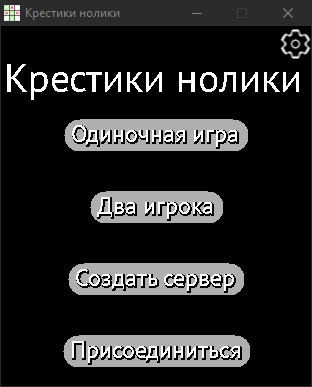 Крестики нолики
Крестики нолики
Одиночная игра
Два игрока
Создать сервер
Присоединиться